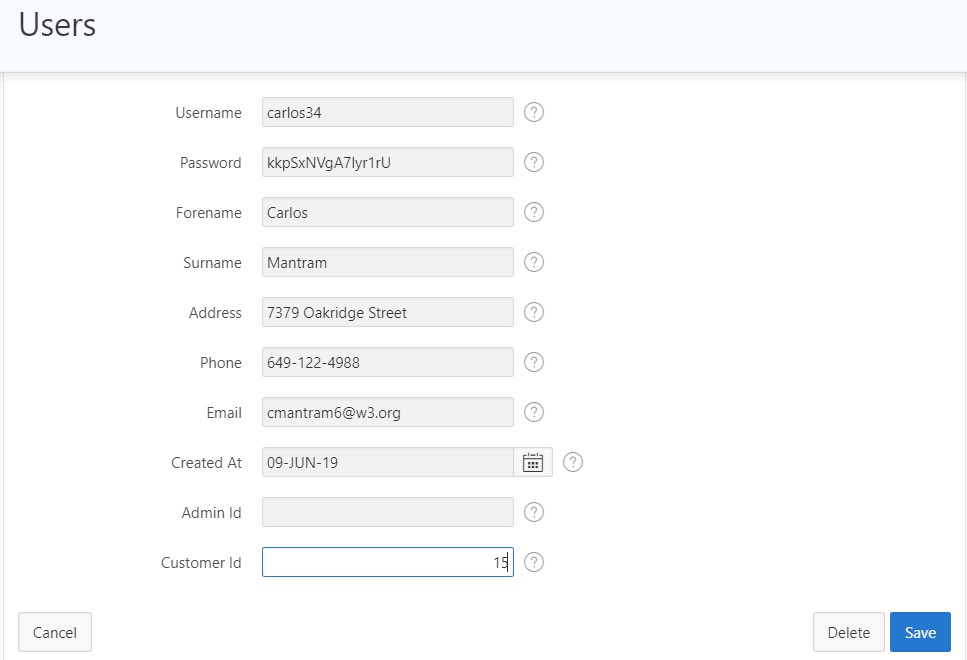 Users
Username carlos34 ?
Password kkpSxNVgA7lyr1rU ?
Forename Carlos ?
Surname Mantram ?
Address 7379 Oakridge Street ?
Phone 649-122-4988 ?
Email cmantram6@w3.org ?
Created At 09-JUN-19 ?
Admin Id ?
Customer Id 15 ?
Cancel Delete Save